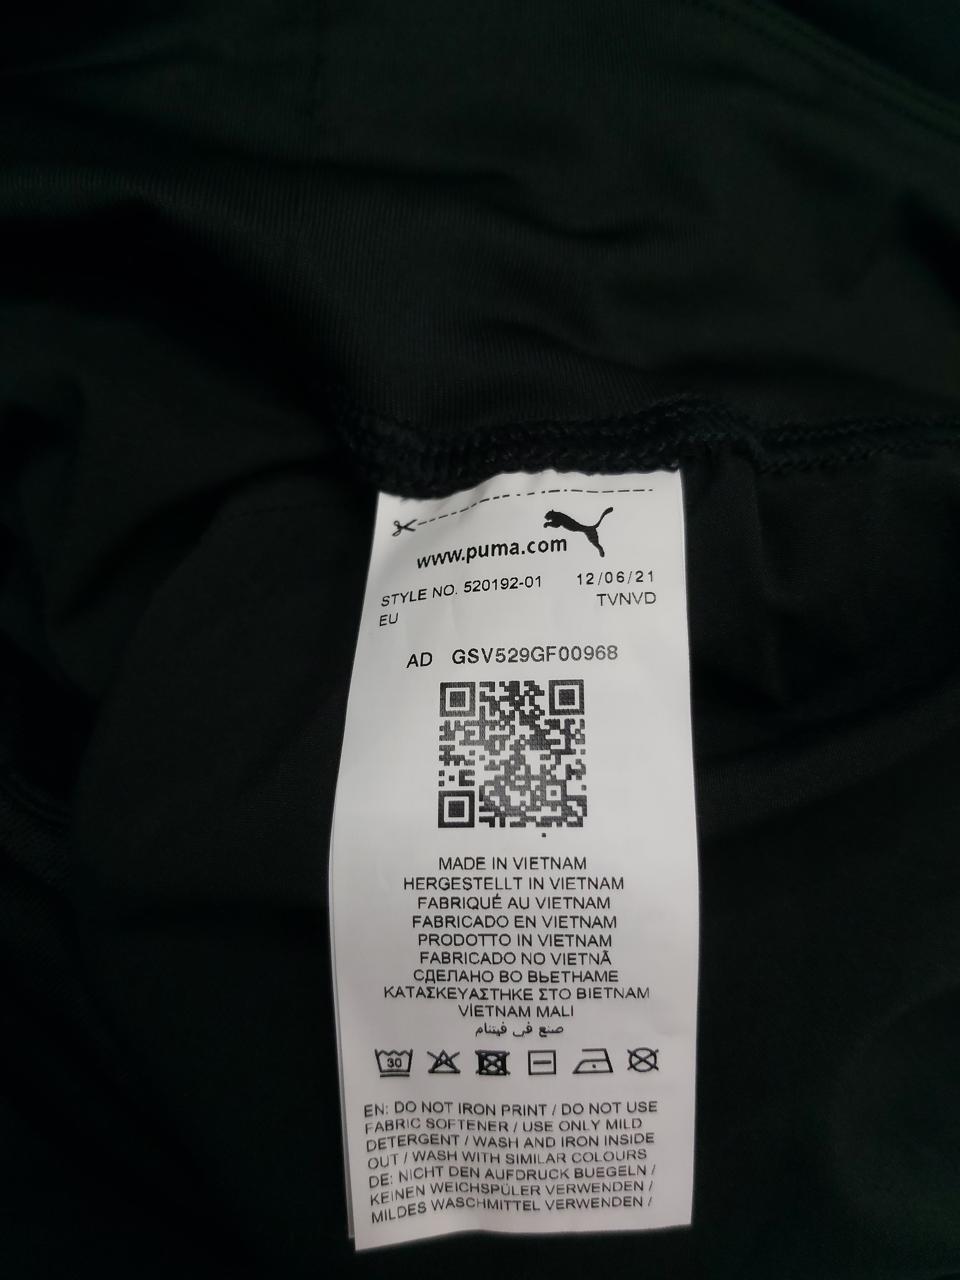 www.puma.com
STYLE NO. 520192-01 12/06/21
EU TVNVD
AD GSV529GF00968
MADE IN VIETNAM
HERGESTELLT IN VIETNAM
FABRIQUÉ AU VIETNAM
FABRICADO EN VIETNAM
PRODOTTO IN VIETNAM
FABRICADO NO VIETNÃ
СДЕЛАНО ВО ВЬЕТНАМЕ
ΚΑΤΑΣΚΕΥΑΣΤΗΚΕ ΣΤΟ ΒΙΕΤΝΑΜ
VİETNAM MALI
صنع في فيتنام
30
EN: DO NOT IRON PRINT / DO NOT USE
FABRIC SOFTENER / USE ONLY MILD
DETERGENT / WASH AND IRON INSIDE
OUT / WASH WITH SIMILAR COLOURS
DE: NICHT DEN AUFDRUCK BUEGELN /
KEINEN WEICHSPÜLER VERWENDEN /
MILDES WASCHMITTEL VERWENDEN /